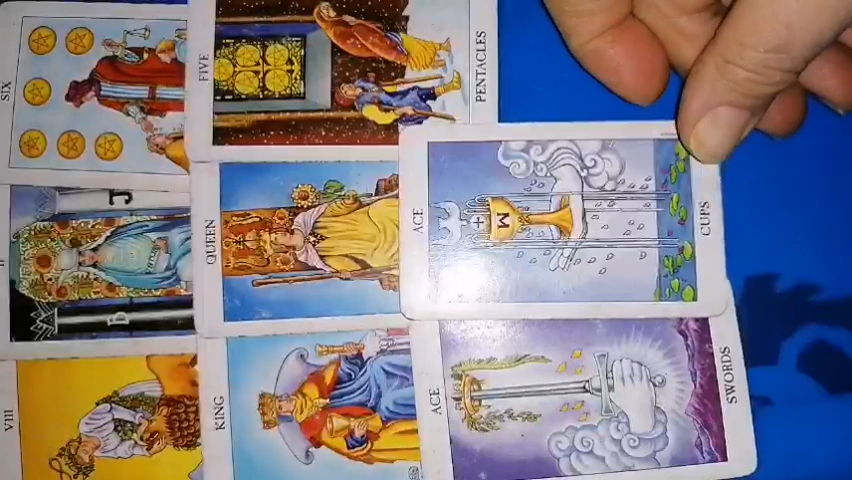 SIX
FIVE
PENTACLES
QUEEN
ACE
CUPS
M
J
B
VIII
KING
ACE
SWORDS